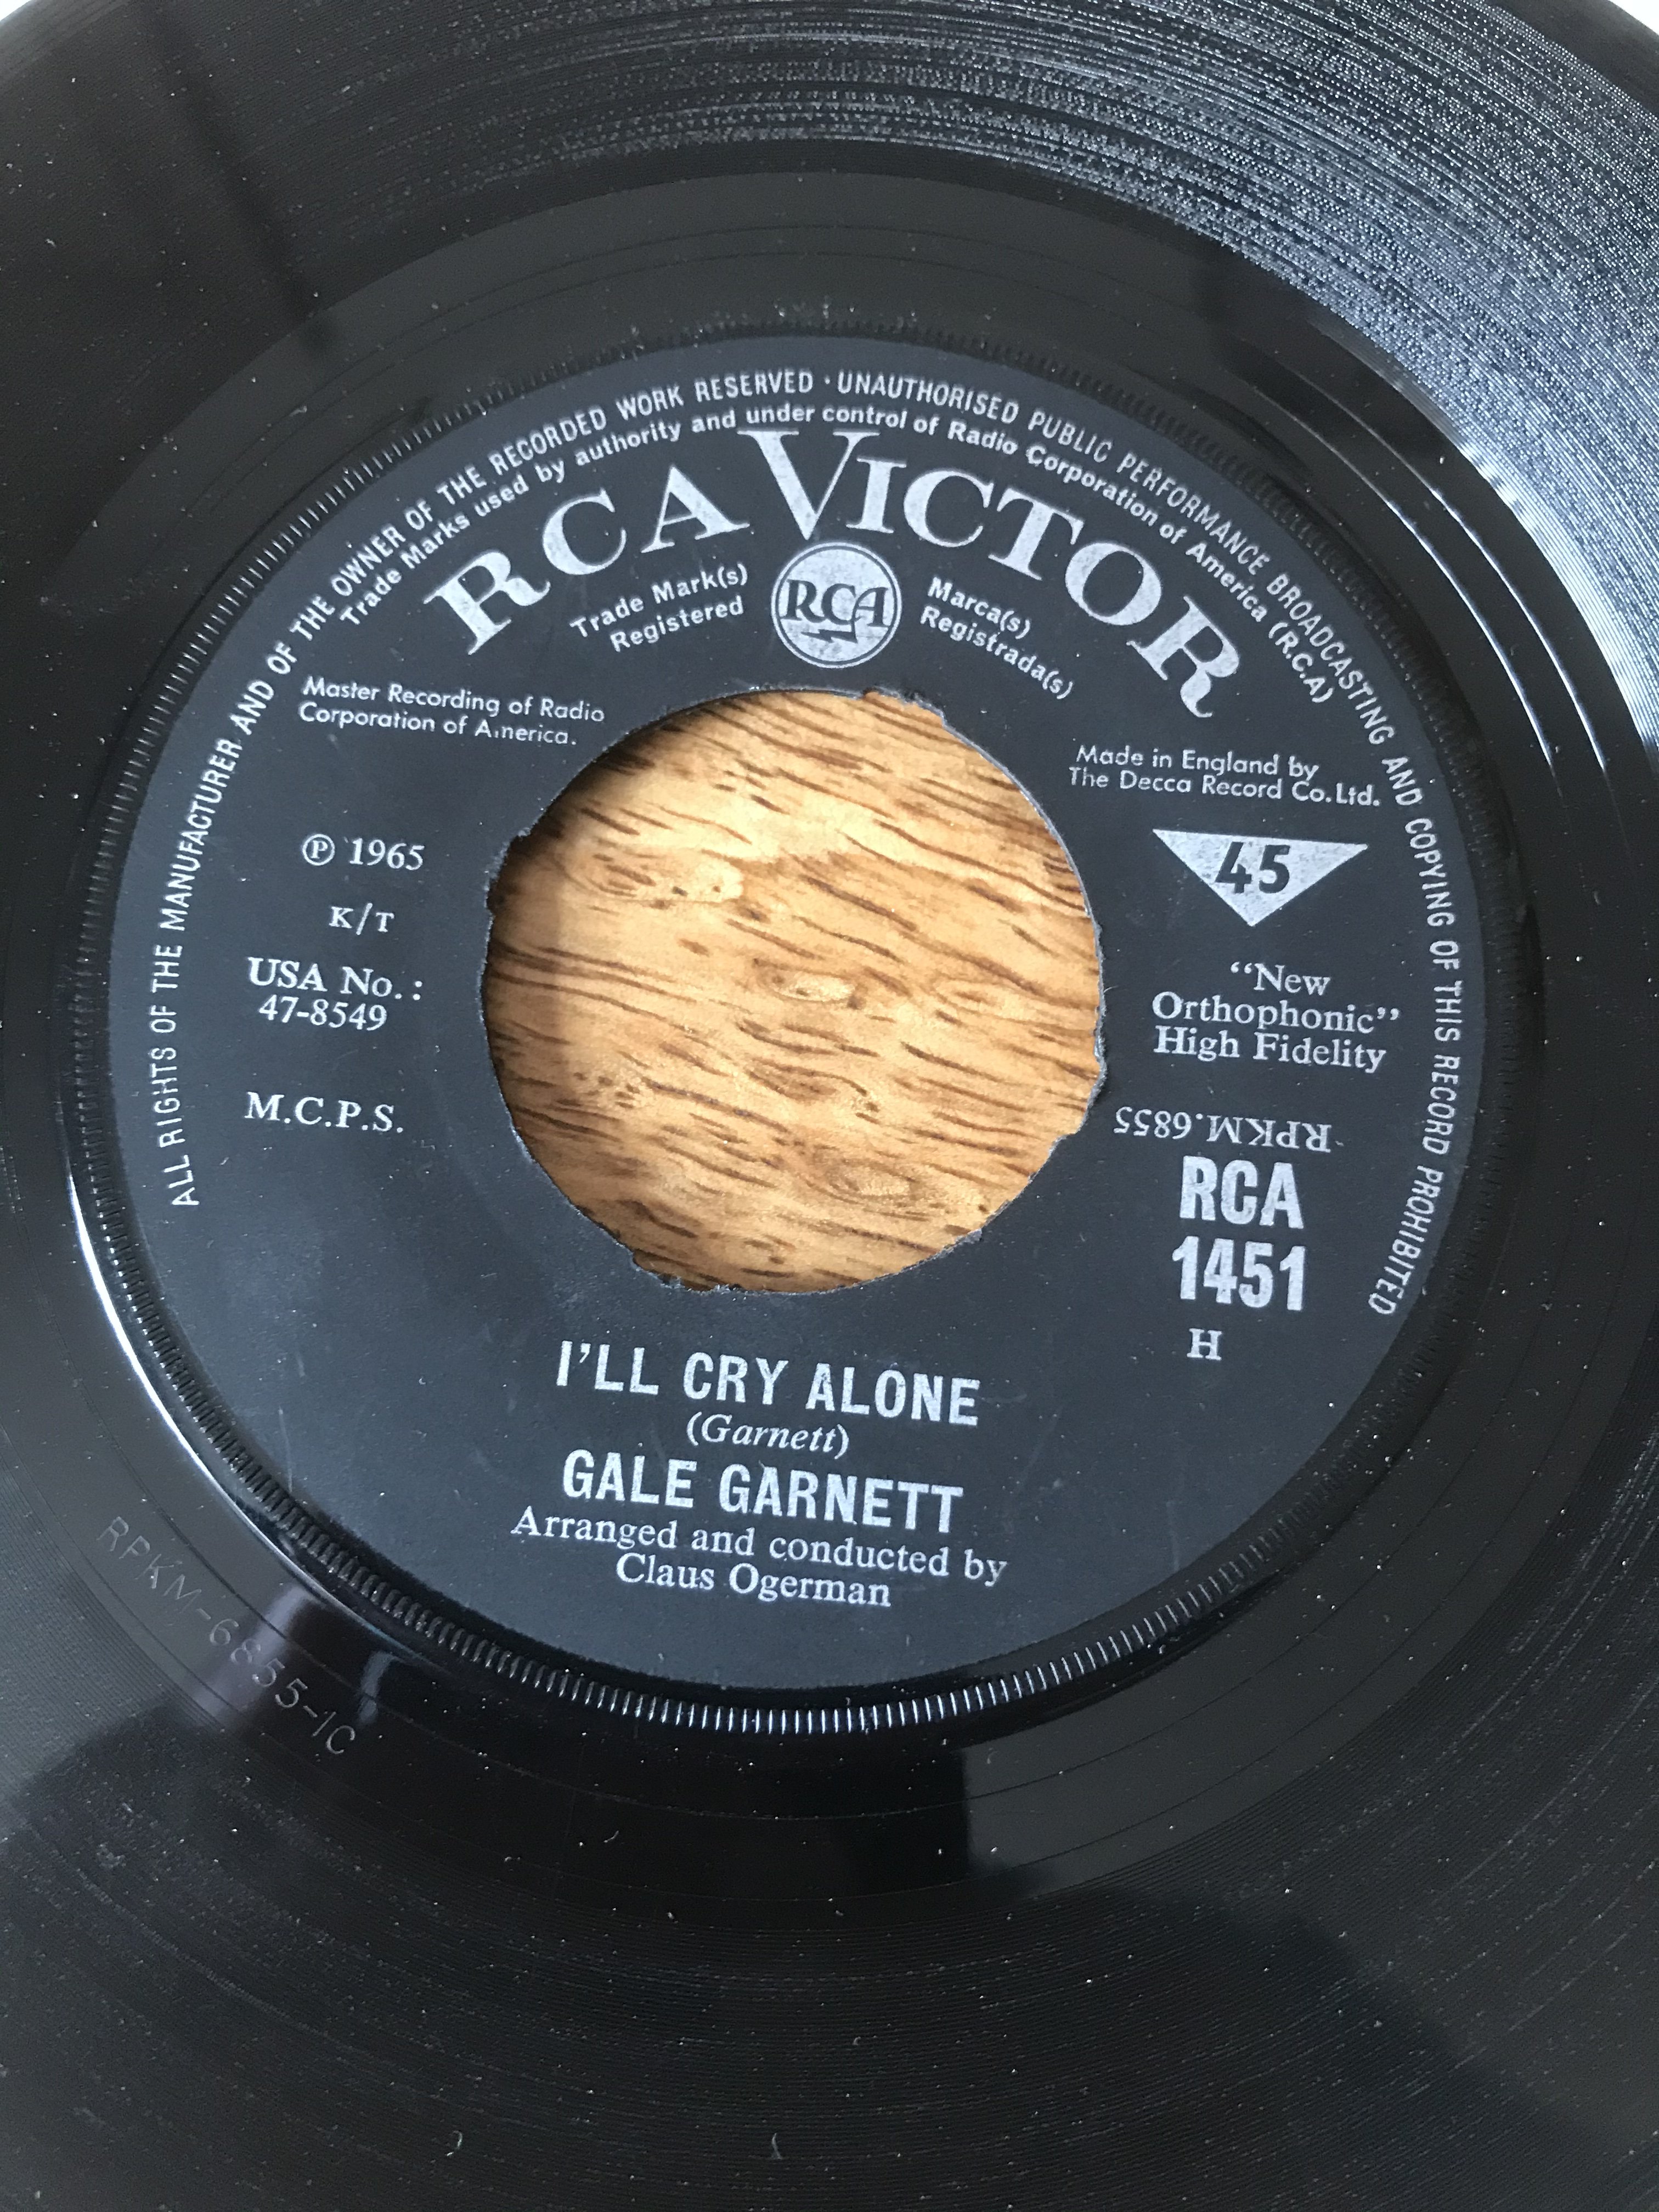 ALL RIGHTS OF THE MANUFACTURER AND OF THE OWNER OF THE RECORDED WORK RESERVED · UNAUTHORISED PUBLIC PERFORMANCE BROADCASTING AND COPYING OF THIS RECORD PROHIBITED
Trade Marks used by authority and under control of Radio Corporation of America (R.C.A)
RCA VICTOR
Trade Mark(s)
Registered
RCA
Marca(s)
Registrada(s)
Master Recording of Radio
Corporation of America.
Made in England by
The Decca Record Co. Ltd.
℗ 1965
K/T
USA No.:
47-8549
M.C.P.S.
45
“New
Orthophonic”
High Fidelity
RPKM.6855
RCA
1451
H
I’LL CRY ALONE
(Garnett)
GALE GARNETT
Arranged and conducted by
Claus Ogerman
RPKM-6855-1C